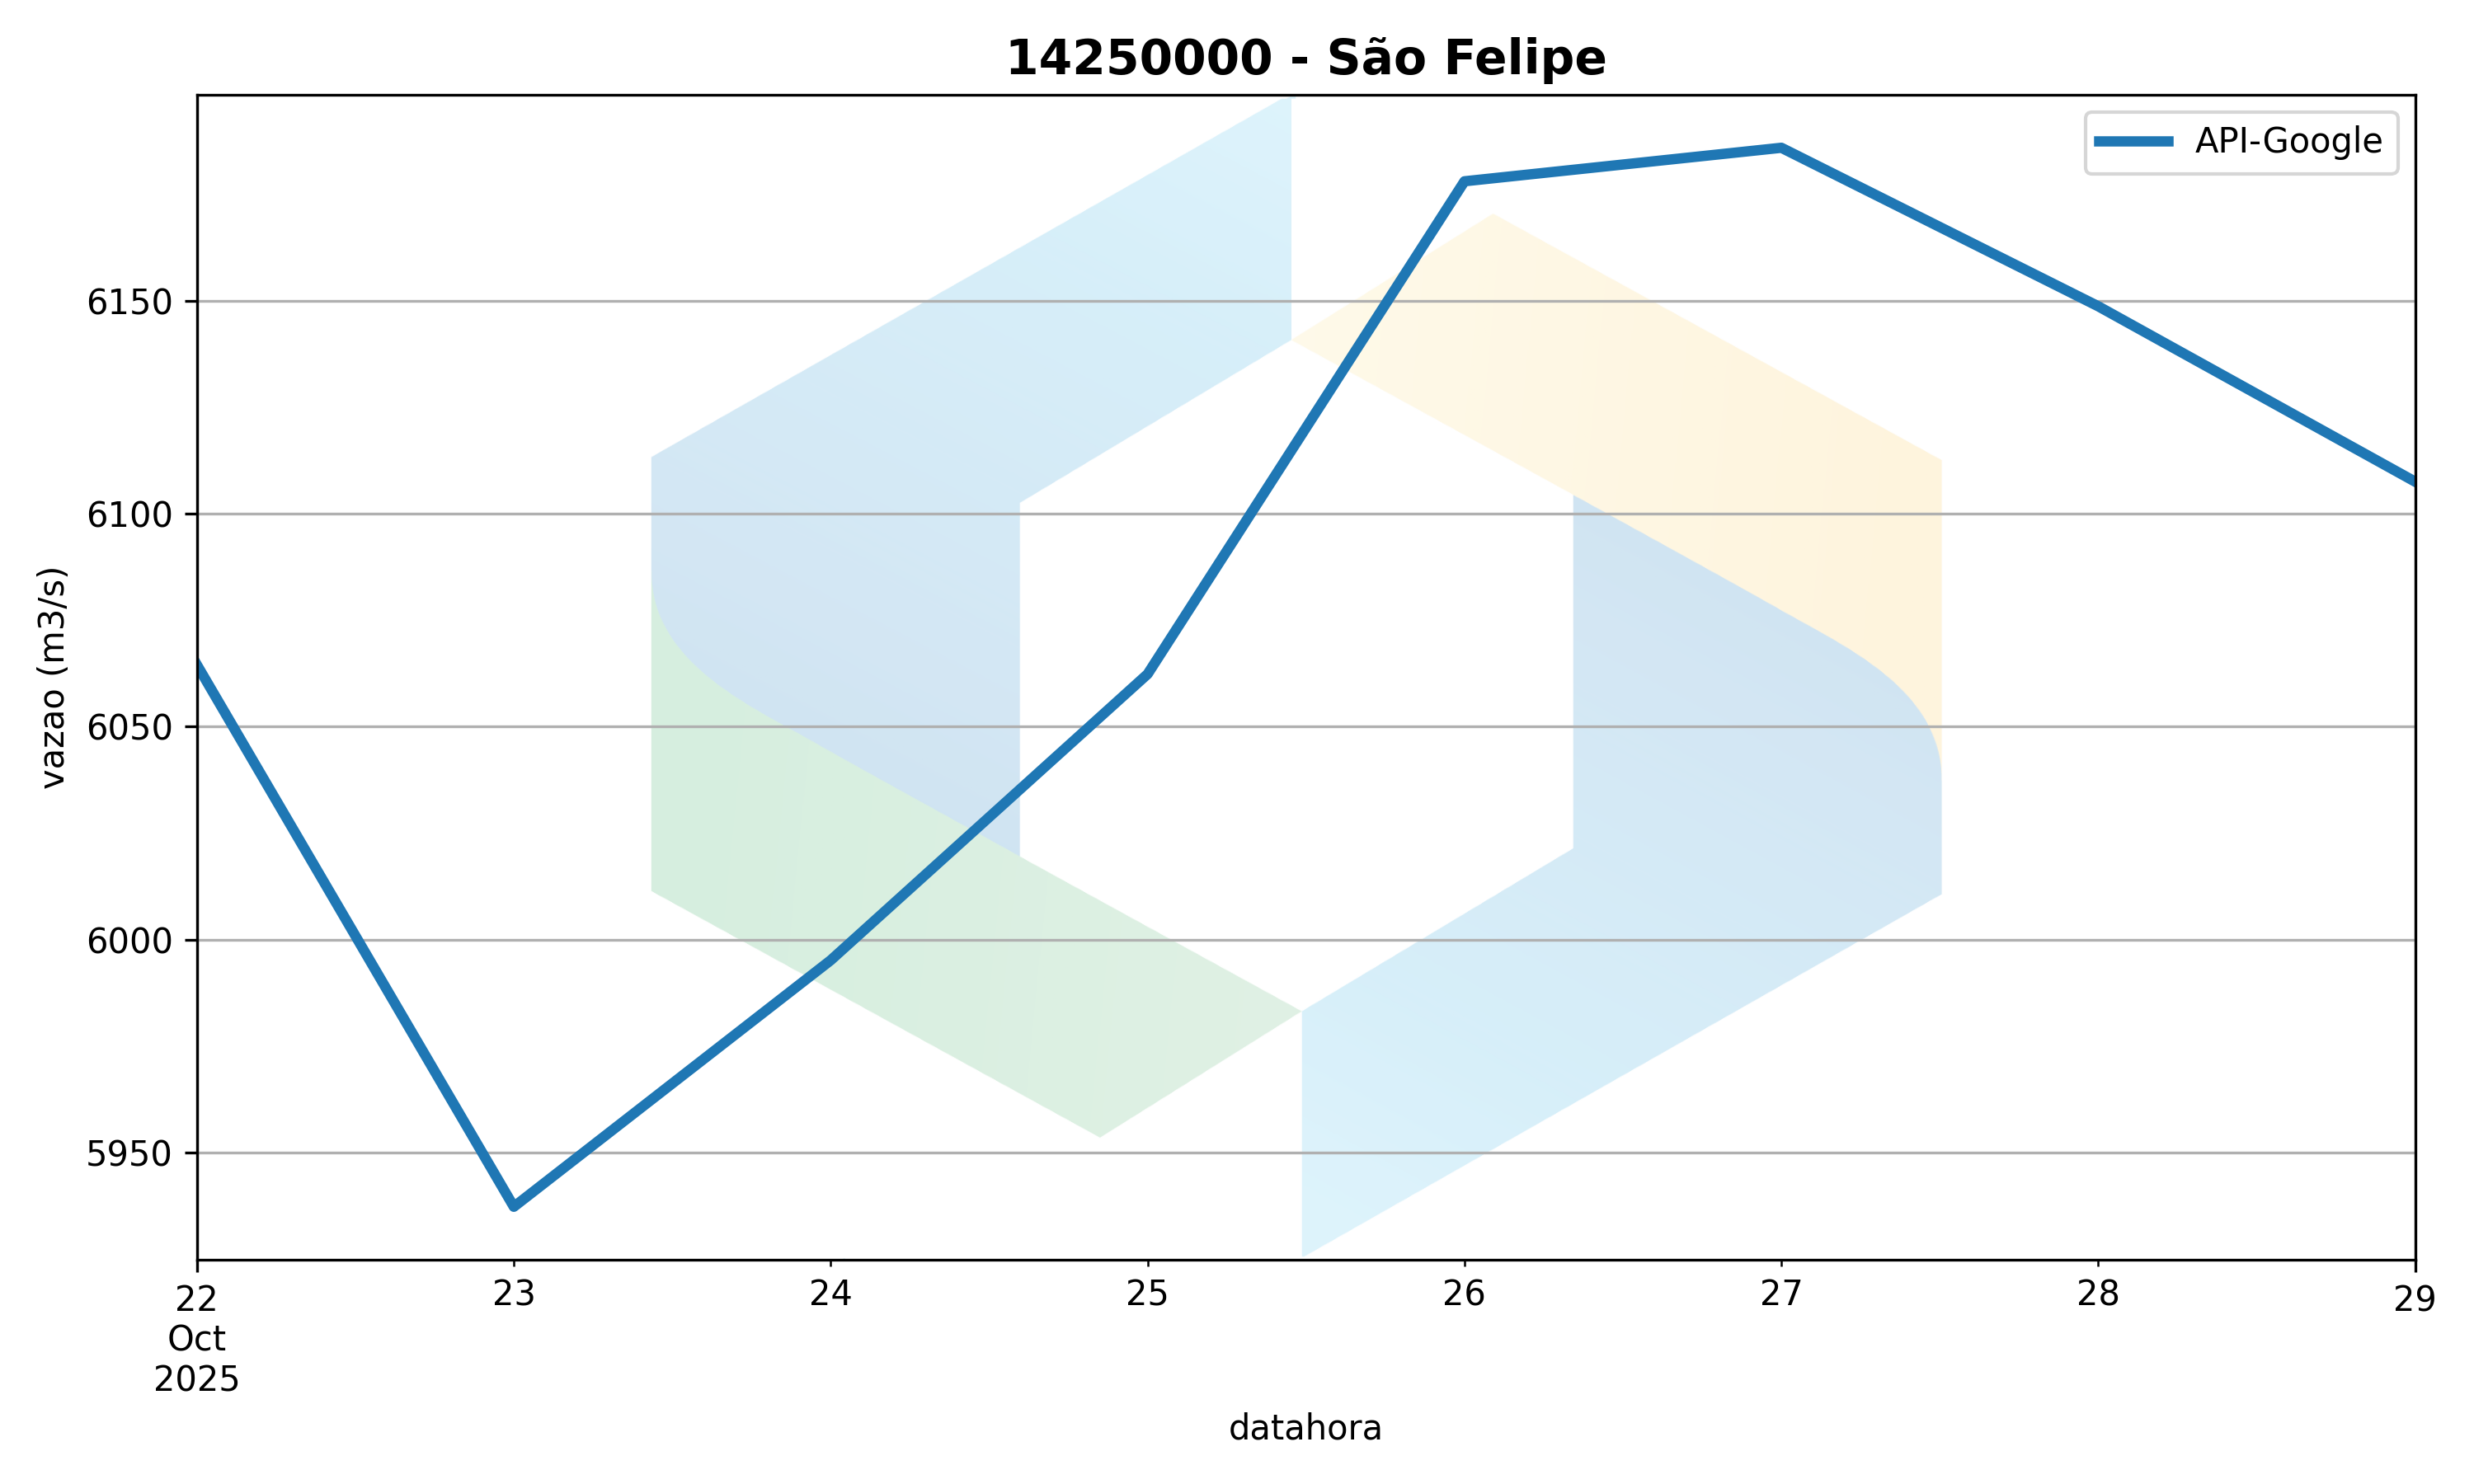 14250000 - São Felipe
API-Google
6150
6100
6050
6000
5950
vazao (m3/s)
22 23 24 25 26 27 28 29
Oct
2025
datahora